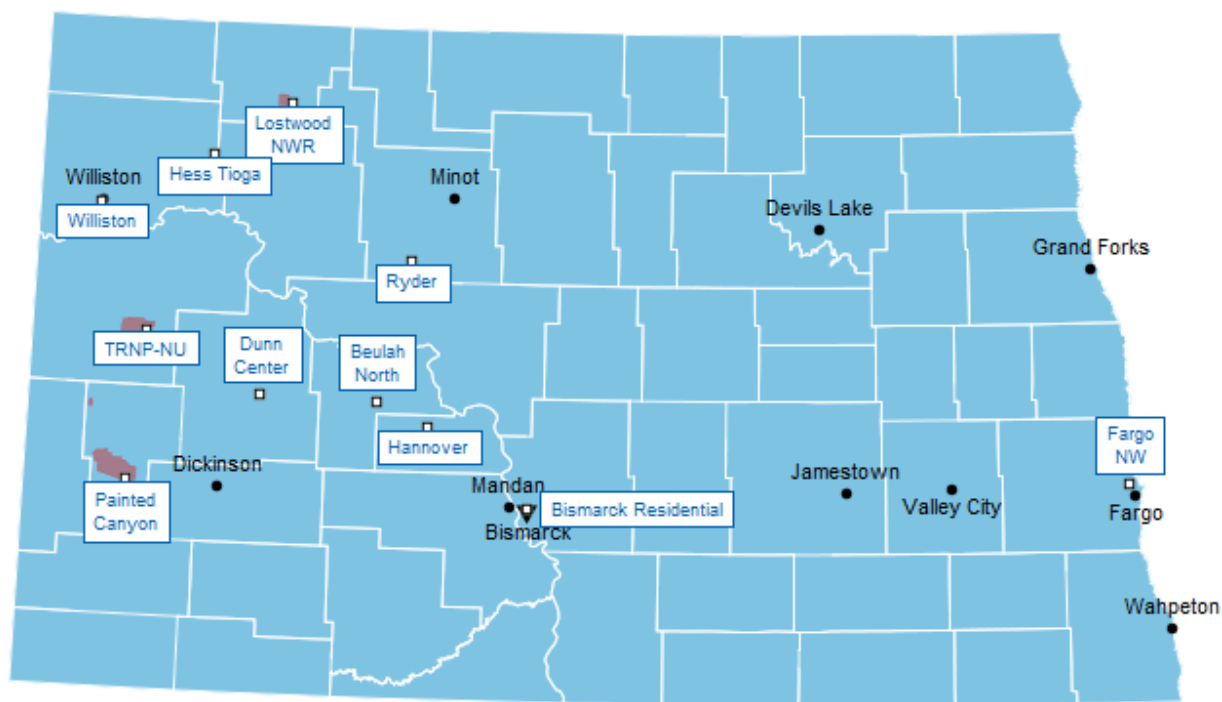 Lostwood
NWR
Hess Tioga
Williston
Williston
Minot
Devils Lake
Grand Forks
Ryder
TRNP-NU
Dunn
Center
Beulah
North
Hannover
Dickinson
Painted
Canyon
Mandan
Bismarck Residential
Bismarck
Jamestown
Valley City
Fargo
NW
Fargo
Wahpeton